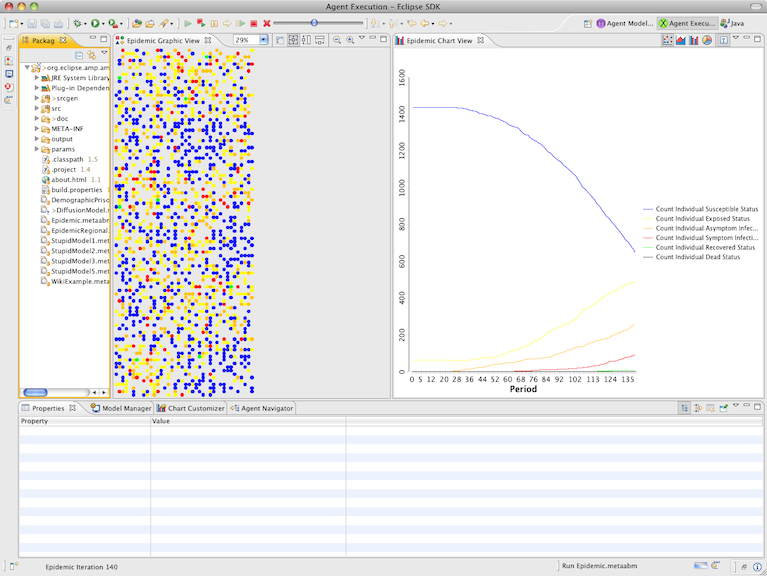 Agent Execution – Eclipse SDK
Agent Model...
Agent Execu...
Java
Packag
Epidemic Graphic View
29%
Epidemic Chart View
>org.eclipse.amp.am
JRE System Library
Plug-in Dependen
>srcgen
src
>doc
META-INF
output
params
.classpath 1.5
.project 1.4
about.html 1.1
build.properties
DemographicPriso
>DiffusionModel.
Epidemic.metaabm
EpidemicRegional.
StupidModel1.met
StupidModel2.met
StupidModel3.met
StupidModel5.met
WikiExample.meta
1600
1400
1200
1000
800
600
400
200
0
0 5 12 20 28 36 44 52 60 68 76 84 92 102 113 124 135
Period
Count Individual Susceptible Status
Count Individual Exposed Status
Count Individual Asymptom Infec...
Count Individual Symptom Infecti...
Count Individual Recovered Status
Count Individual Dead Status
Properties
Model Manager
Chart Customizer
Agent Navigator
Property
Value
Epidemic Iteration 140
Run Epidemic.metaabm